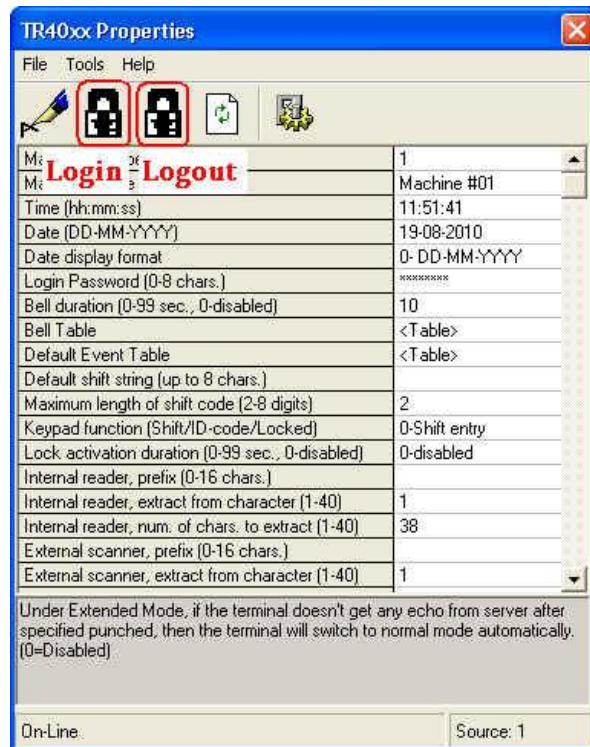 TR40xx Properties
File Tools Help
Login Logout
1
Machine #01
Time (hh:mm:ss) 11:51:41
Date (DD-MM-YYYY) 19-08-2010
Date display format 0- DD-MM-YYYY
Login Password (0-8 chars.) ********
Bell duration (0-99 sec., 0-disabled) 10
Bell Table <Table>
Default Event Table <Table>
Default shift string (up to 8 chars.)
Maximum length of shift code (2-8 digits) 2
Keypad function (Shift/ID-code/Locked) 0-Shift entry
Lock activation duration (0-99 sec., 0-disabled) 0-disabled
Internal reader, prefix (0-16 chars.)
Internal reader, extract from character (1-40) 1
Internal reader, num. of chars. to extract (1-40) 38
External scanner, prefix (0-16 chars.)
External scanner, extract from character (1-40) 1
Under Extended Mode, if the terminal doesn't get any echo from server after
specified punched, then the terminal will switch to normal mode automatically.
(0=Disabled)
On-Line Source: 1